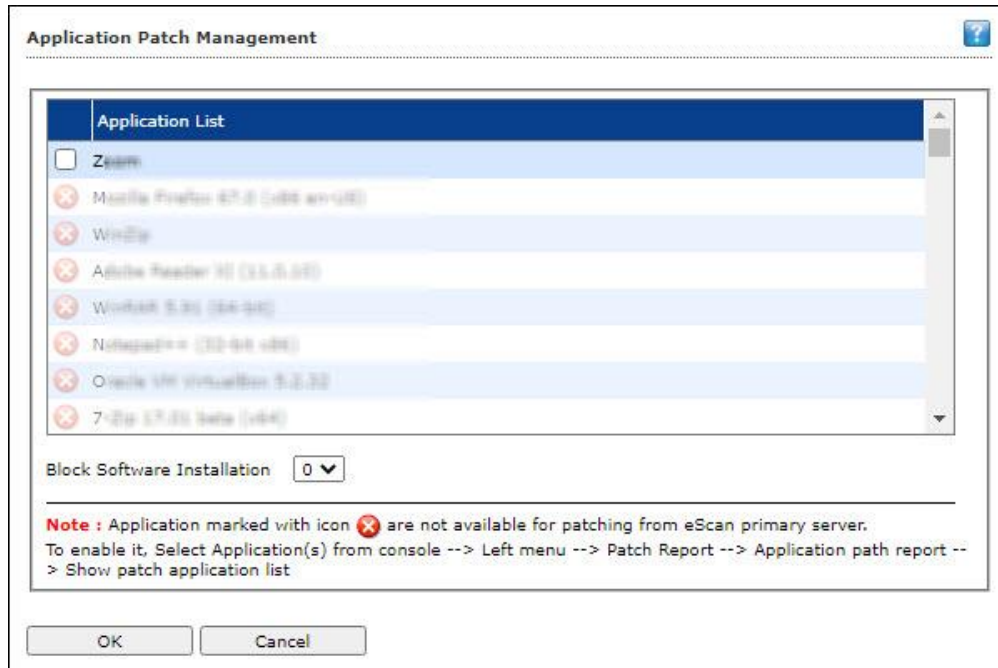 Application Patch Management
?
Application List
Z
M
W
A
W
N
O
7
Block Software Installation 0
Note : Application marked with icon are not available for patching from eScan primary server.
To enable it, Select Application(s) from console --> Left menu --> Patch Report --> Application path report --
> Show patch application list
OK Cancel